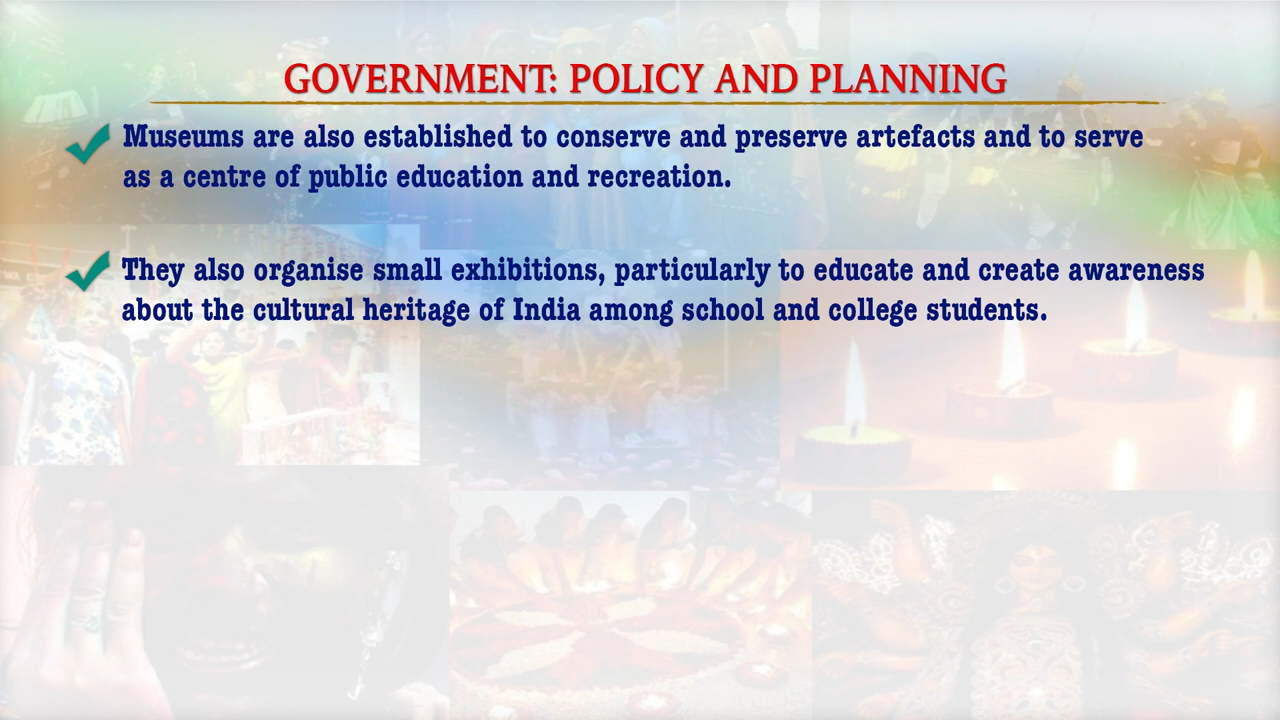 GOVERNMENT: POLICY AND PLANNING
Museums are also established to conserve and preserve artefacts and to serve
as a centre of public education and recreation.
They also organise small exhibitions, particularly to educate and create awareness
about the cultural heritage of India among school and college students.